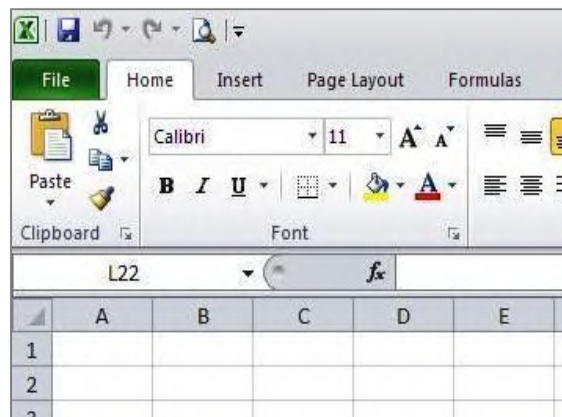 File Home Insert Page Layout Formulas
Calibri 11 A A
Paste B I U A
Clipboard Font
L22 fx
A B C D E
1
2